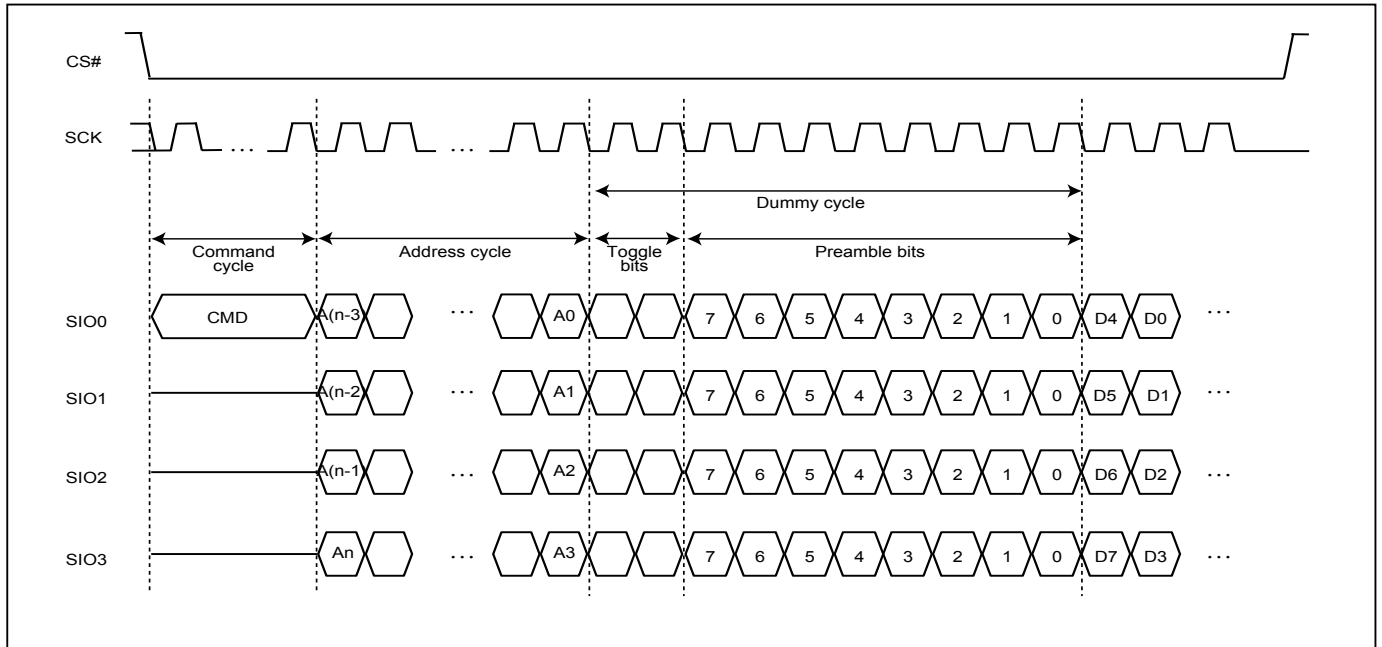 CS#
SCK
...
...
Dummy cycle
Command
cycle
Address cycle
Toggle
bits
Preamble bits
SIO0
CMD
A(n-3)
...
A0
7 6 5 4 3 2 1 0
D4 D0
...
SIO1
A(n-2)
...
A1
7 6 5 4 3 2 1 0
D5 D1
...
SIO2
A(n-1)
...
A2
7 6 5 4 3 2 1 0
D6 D2
...
SIO3
An
...
A3
7 6 5 4 3 2 1 0
D7 D3
...